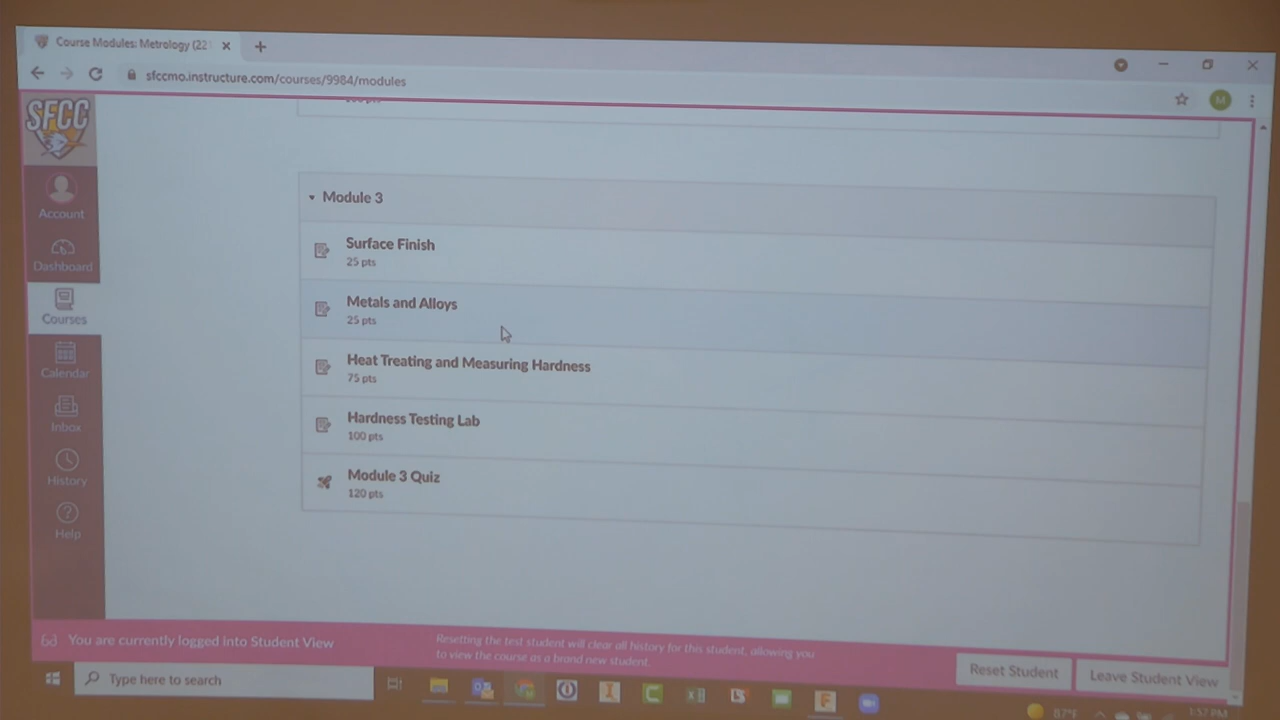 Course Modules: Metrology (22
sfccmo.instructure.com/courses/9984/modules
M
SFCC
Account
Dashboard
Courses
Calendar
Inbox
History
Help
Module 3
Surface Finish
25 pts
Metals and Alloys
25 pts
Heat Treating and Measuring Hardness
75 pts
Hardness Testing Lab
100 pts
Module 3 Quiz
120 pts
You are currently logged into Student View
Resetting the test student will clear all history for this student, allowing you
to view the course as a brand new student.
Reset Student
Leave Student View
Type here to search
87°F
1:57 PM